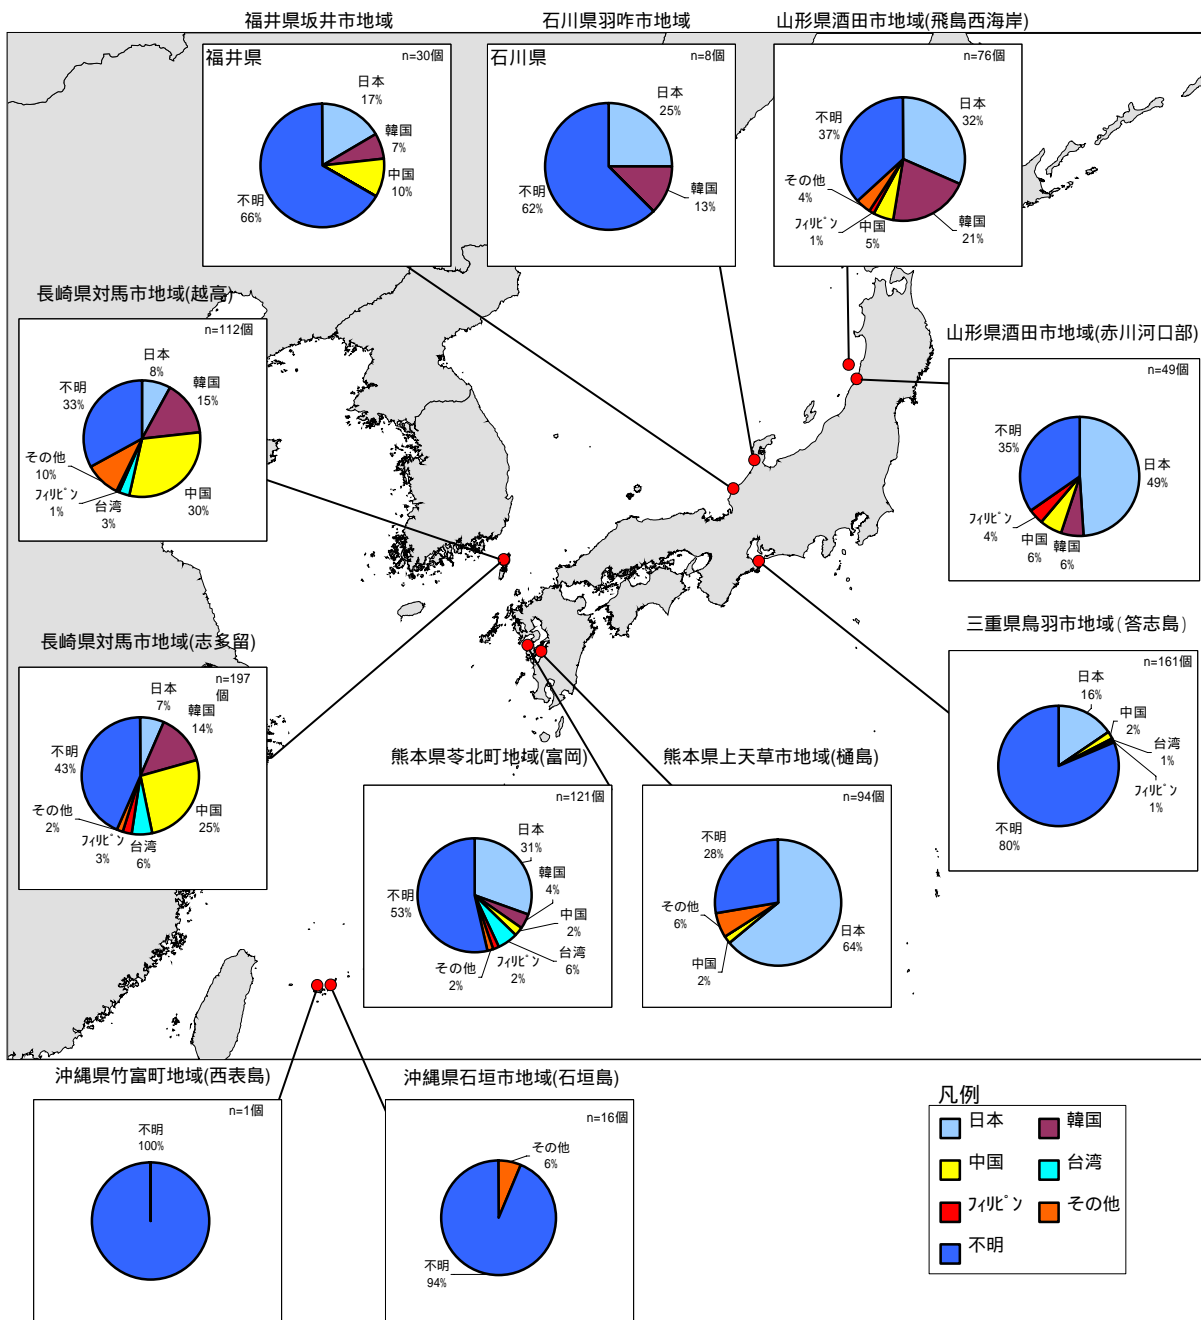 福井県坂井市地域
石川県羽咋市地域
山形県酒田市地域(飛島西海岸)
福井県
n=30個
日本
17%
韓国
7%
中国
10%
不明
66%
石川県
n=8個
日本
25%
韓国
13%
不明
62%
n=76個
日本
32%
不明
37%
その他
4%
フィリピン
1%
中国
5%
韓国
21%
長崎県対馬市地域(越高)
n=112個
日本
8%
韓国
15%
不明
33%
その他
10%
フィリピン
1%
台湾
3%
中国
30%
山形県酒田市地域(赤川河口部)
n=49個
不明
35%
日本
49%
フィリピン
4%
中国
6%
韓国
6%
長崎県対馬市地域(志多留)
n=197
個
日本
7%
韓国
14%
不明
43%
中国
25%
その他
2%
フィリピン
3%
台湾
6%
三重県鳥羽市地域(答志島)
n=161個
日本
16%
中国
2%
台湾
1%
フィリピン
1%
不明
80%
熊本県苓北町地域(富岡)
n=121個
日本
31%
韓国
4%
不明
53%
中国
2%
台湾
6%
その他
2%
フィリピン
2%
熊本県上天草市地域(樋島)
n=94個
不明
28%
その他
6%
中国
2%
日本
64%
沖縄県竹富町地域(西表島)
n=1個
不明
100%
沖縄県石垣市地域(石垣島)
n=16個
その他
6%
不明
94%
凡例
日本
韓国
中国
台湾
フィリピン
その他
不明